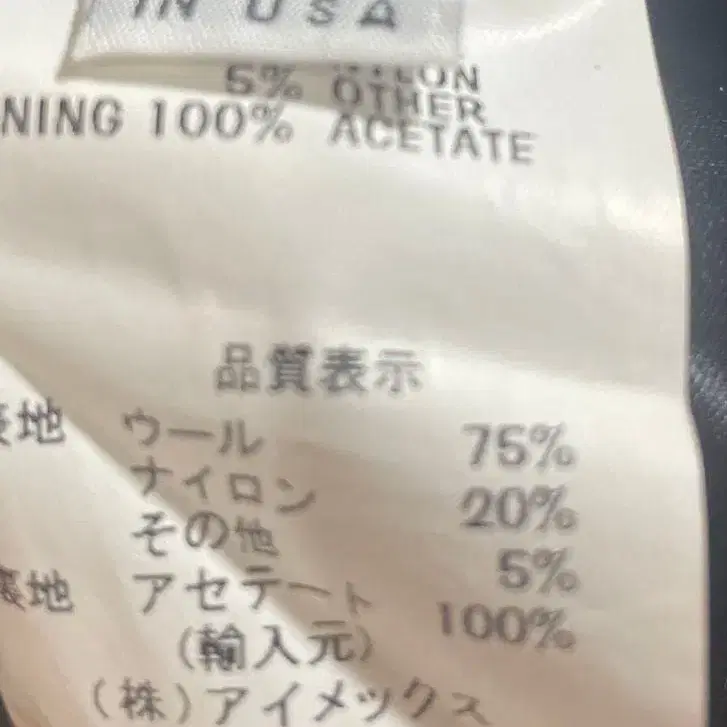 IN USA
NYLON
5% OTHER
NING 100% ACETATE
品質表示
表地 ウール 75%
ナイロン 20%
その他 5%
裏地 アセテート 100%
(輸入元)
(株)アイメックス